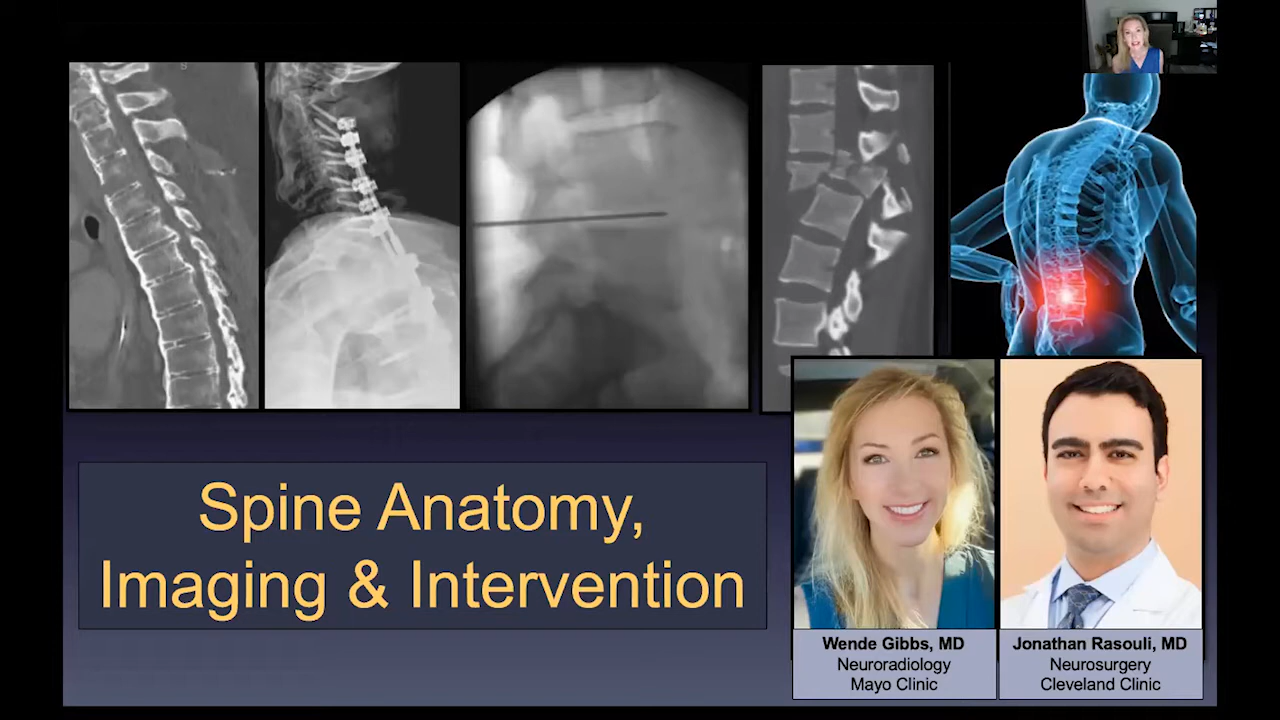 S
Spine Anatomy,
Imaging & Intervention
Wende Gibbs, MD
Neuroradiology
Mayo Clinic
Jonathan Rasouli, MD
Neurosurgery
Cleveland Clinic